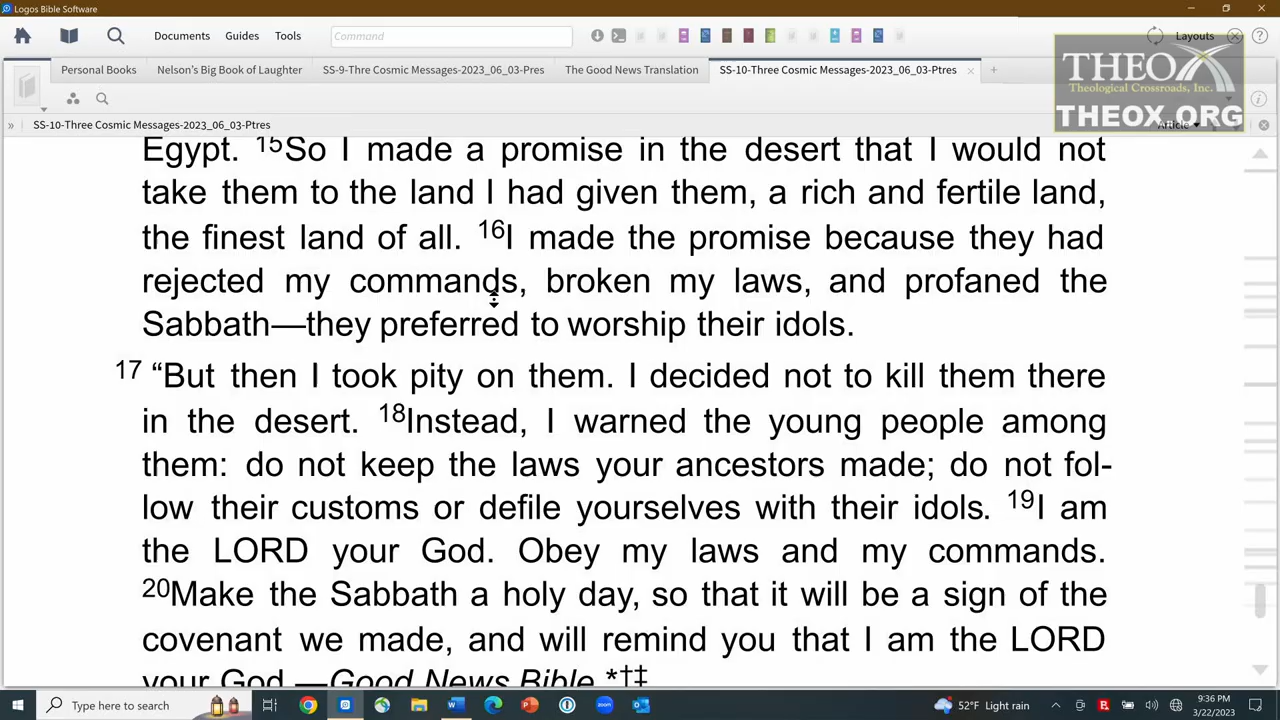 Logos Bible Software
Documents Guides Tools Command Layouts
Personal Books Nelson's Big Book of Laughter SS-9-Thre Cosmic Messages-2023_06_03-Pres The Good News Translation SS-10-Three Cosmic Messages-2023_06_03-Ptres
THEOX
Theological Crossroads, Inc.
THEOX.ORG
SS-10-Three Cosmic Messages-2023_06_03-Ptres Article
Egypt. 15So I made a promise in the desert that I would not
take them to the land I had given them, a rich and fertile land,
the finest land of all. 16I made the promise because they had
rejected my commands, broken my laws, and profaned the
Sabbath—they preferred to worship their idols.
17 “But then I took pity on them. I decided not to kill them there
in the desert. 18Instead, I warned the young people among
them: do not keep the laws your ancestors made; do not fol-
low their customs or defile yourselves with their idols. 19I am
the LORD your God. Obey my laws and my commands.
20Make the Sabbath a holy day, so that it will be a sign of the
covenant we made, and will remind you that I am the LORD
your God.—Good News Bible.*†‡
Type here to search 52°F Light rain 9:36 PM
3/22/2023